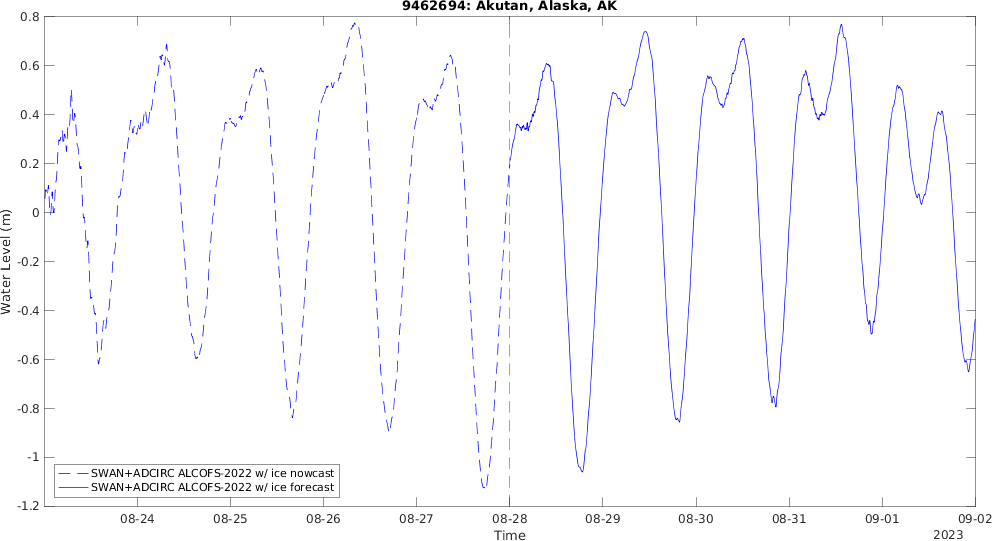 9462694: Akutan, Alaska, AK
0.8
0.6
0.4
0.2
0
-0.2
-0.4
-0.6
-0.8
-1
-1.2
Water Level (m)
SWAN+ADCIRC ALCOFS-2022 w/ ice nowcast
SWAN+ADCIRC ALCOFS-2022 w/ ice forecast
08-24 08-25 08-26 08-27 08-28 08-29 08-30 08-31 09-01 09-02
Time
2023